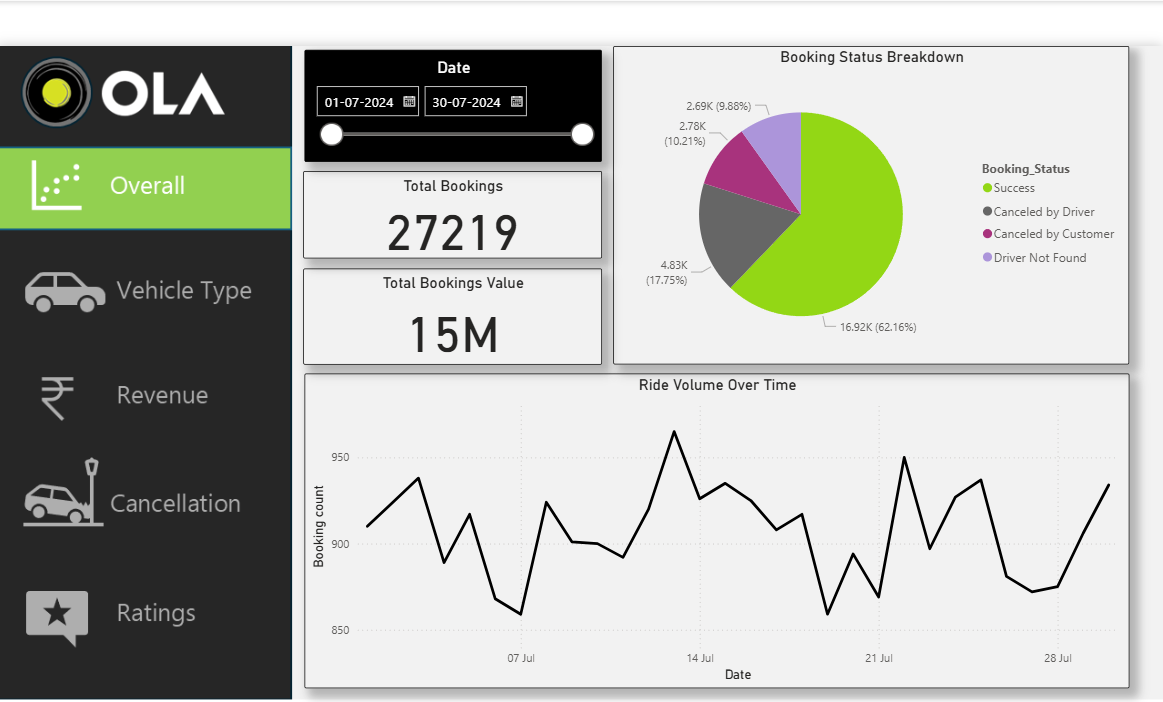 OLA
Overall
Vehicle Type
Revenue
Cancellation
Ratings
Date
01-07-2024 30-07-2024
Total Bookings
27219
Total Bookings Value
15M
Booking Status Breakdown
2.69K (9.88%)
2.78K
(10.21%)
4.83K
(17.75%)
16.92K (62.16%)
Booking_Status
Success
Canceled by Driver
Canceled by Customer
Driver Not Found
Ride Volume Over Time
Booking count
950
900
850
07 Jul 14 Jul 21 Jul 28 Jul
Date